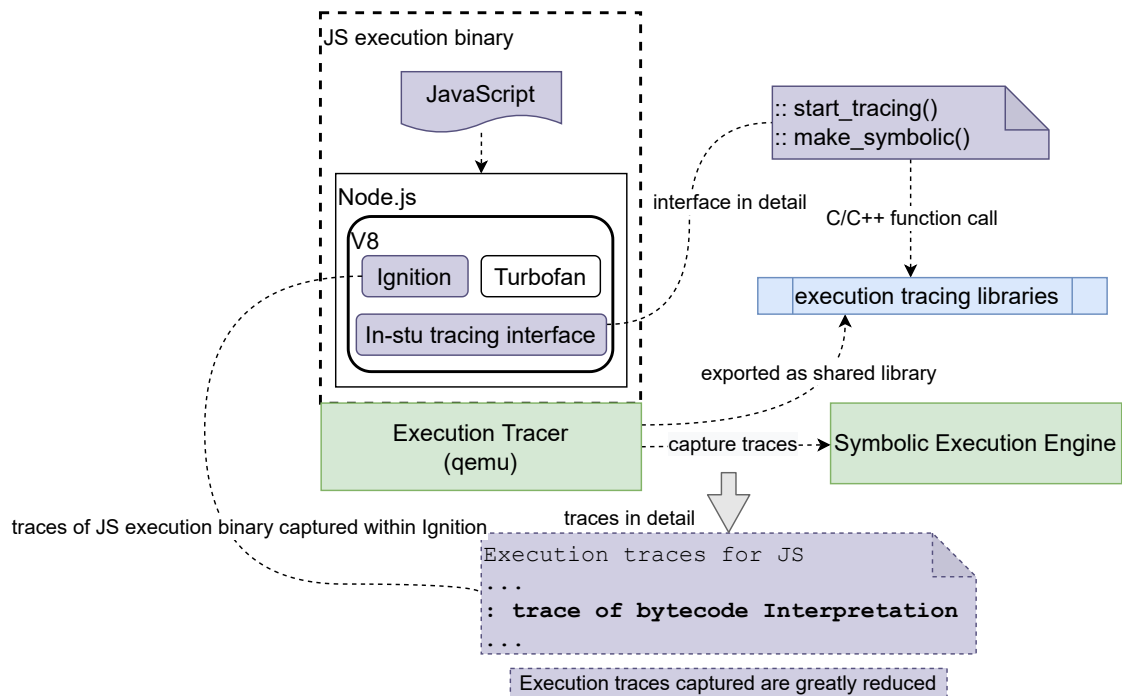 JS execution binary
JavaScript
:: start_tracing()
:: make_symbolic()
Node.js
interface in detail
C/C++ function call
V8
Ignition
Turbofan
execution tracing libraries
In-stu tracing interface
exported as shared library
Execution Tracer
(qemu)
capture traces
Symbolic Execution Engine
traces in detail
traces of JS execution binary captured within Ignition
Execution traces for JS
...
: trace of bytecode Interpretation
...
Execution traces captured are greatly reduced